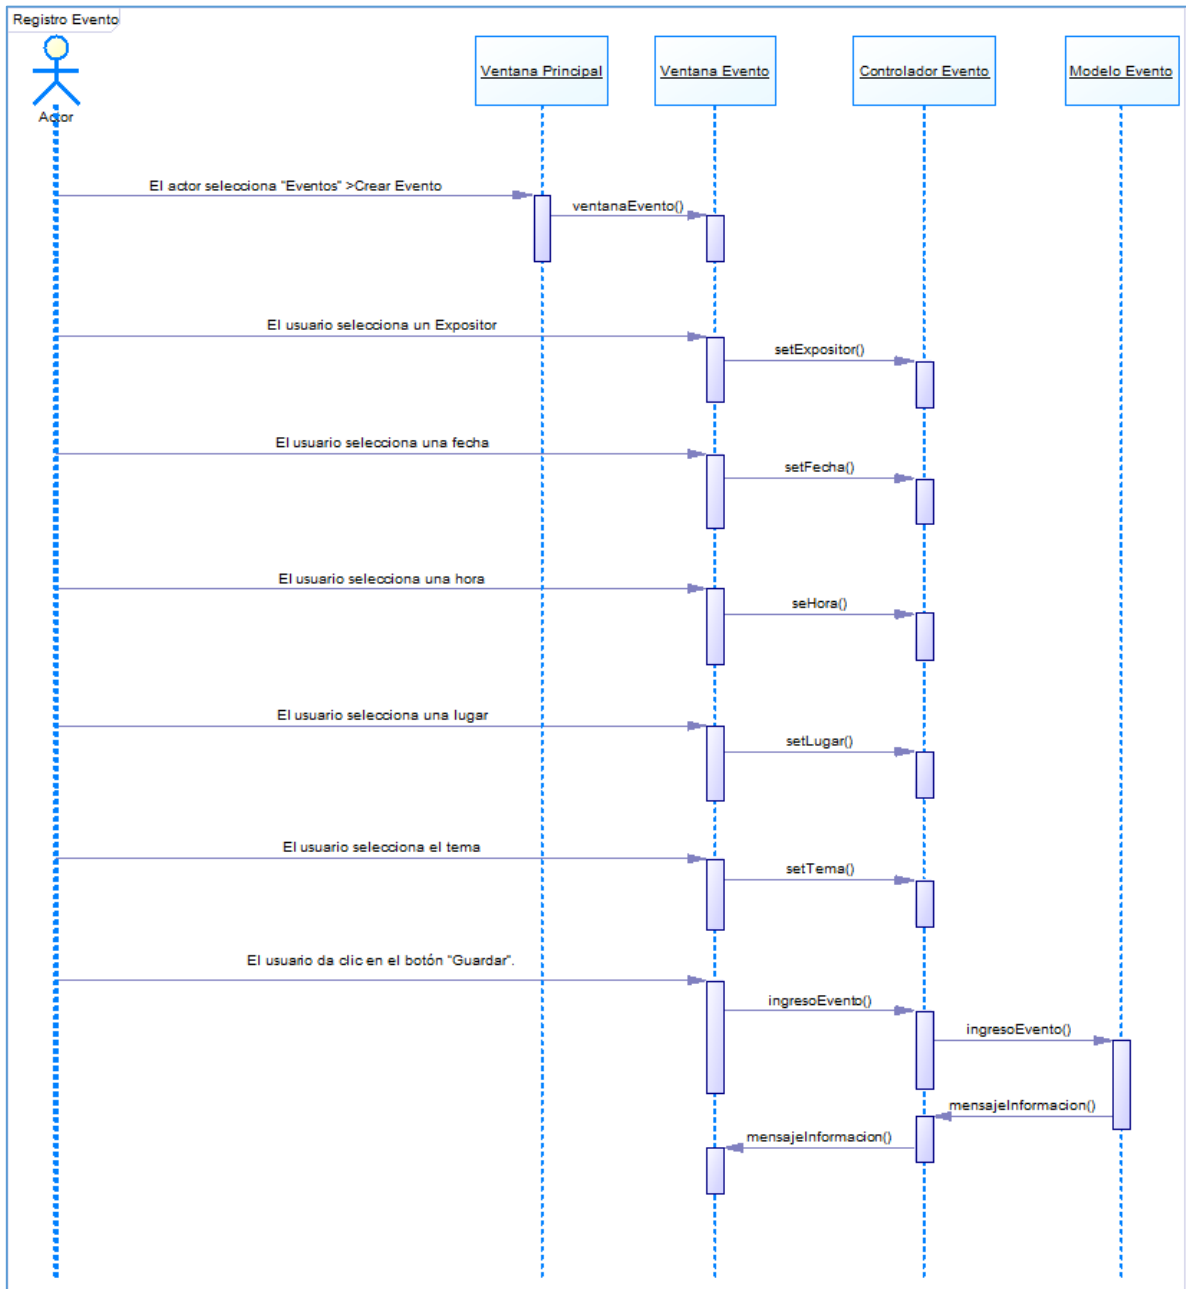 Registro Evento
Actor
Ventana Principal
Ventana Evento
Controlador Evento
Modelo Evento
El actor selecciona "Eventos" >Crear Evento
ventanaEvento()
El usuario selecciona un Expositor
setExpositor()
El usuario selecciona una fecha
setFecha()
El usuario selecciona una hora
seHora()
El usuario selecciona una lugar
setLugar()
El usuario selecciona el tema
setTema()
El usuario da clic en el botón "Guardar".
ingresoEvento()
ingresoEvento()
mensajeInformacion()
mensajeInformacion()